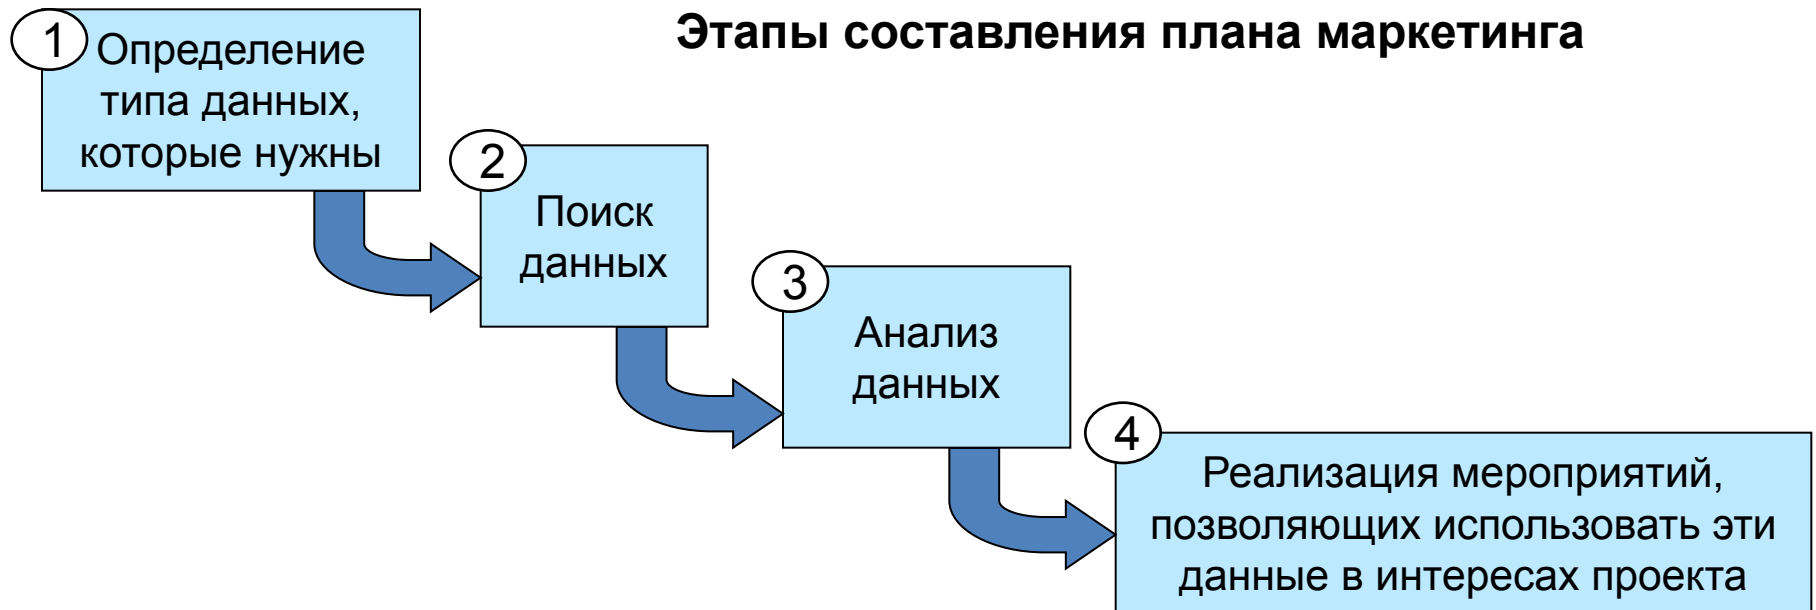 Этапы составления плана маркетинга
1
Определение
типа данных,
которые нужны
2
Поиск
данных
3
Анализ
данных
4
Реализация мероприятий,
позволяющих использовать эти
данные в интересах проекта